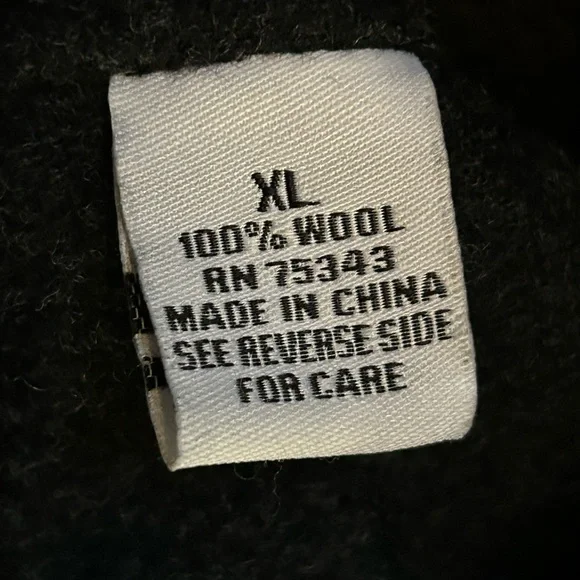 XL
100% WOOL
RN 75343
MADE IN CHINA
SEE REVERSE SIDE
FOR CARE